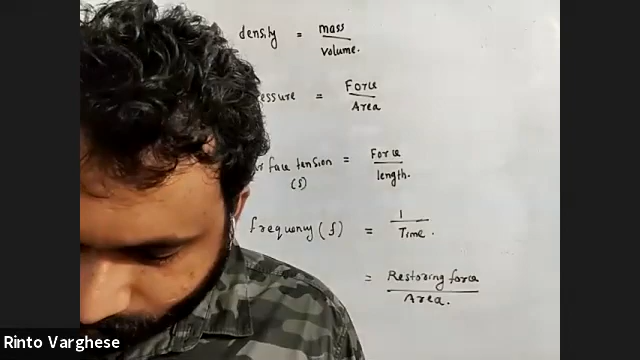 density = mass / volume.
essure = Force / Area
face tension (s) = Force / length.
frequency (f) = 1 / Time.
= Restoring force / Area.
Rinto Varghese